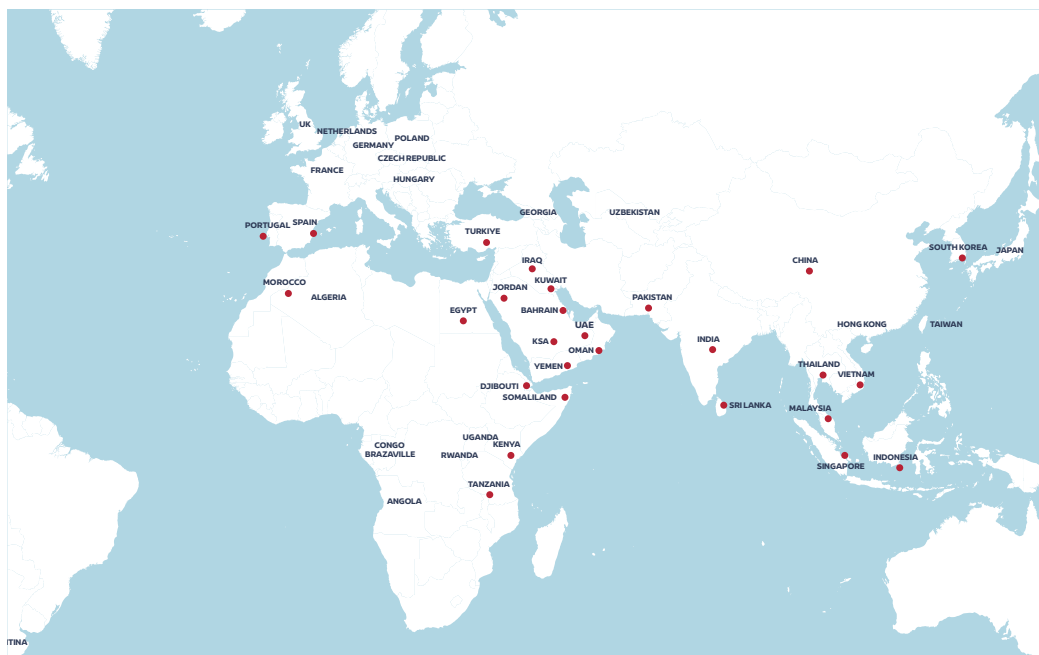 UK
NETHERLANDS
POLAND
GERMANY
CZECH REPUBLIC
FRANCE
HUNGARY
GEORGIA
UZBEKISTAN
PORTUGAL
SPAIN
TURKIYE
SOUTH KOREA
JAPAN
IRAQ
CHINA
MOROCCO
KUWAIT
JORDAN
ALGERIA
PAKISTAN
EGYPT
BAHRAIN
UAE
HONG KONG
TAIWAN
KSA
INDIA
OMAN
YEMEN
THAILAND
VIETNAM
DJIBOUTI
SOMALILAND
SRI LANKA
MALAYSIA
UGANDA
KENYA
CONGO
BRAZAVILLE
RWANDA
INDONESIA
SINGAPORE
TANZANIA
ANGOLA
TINA